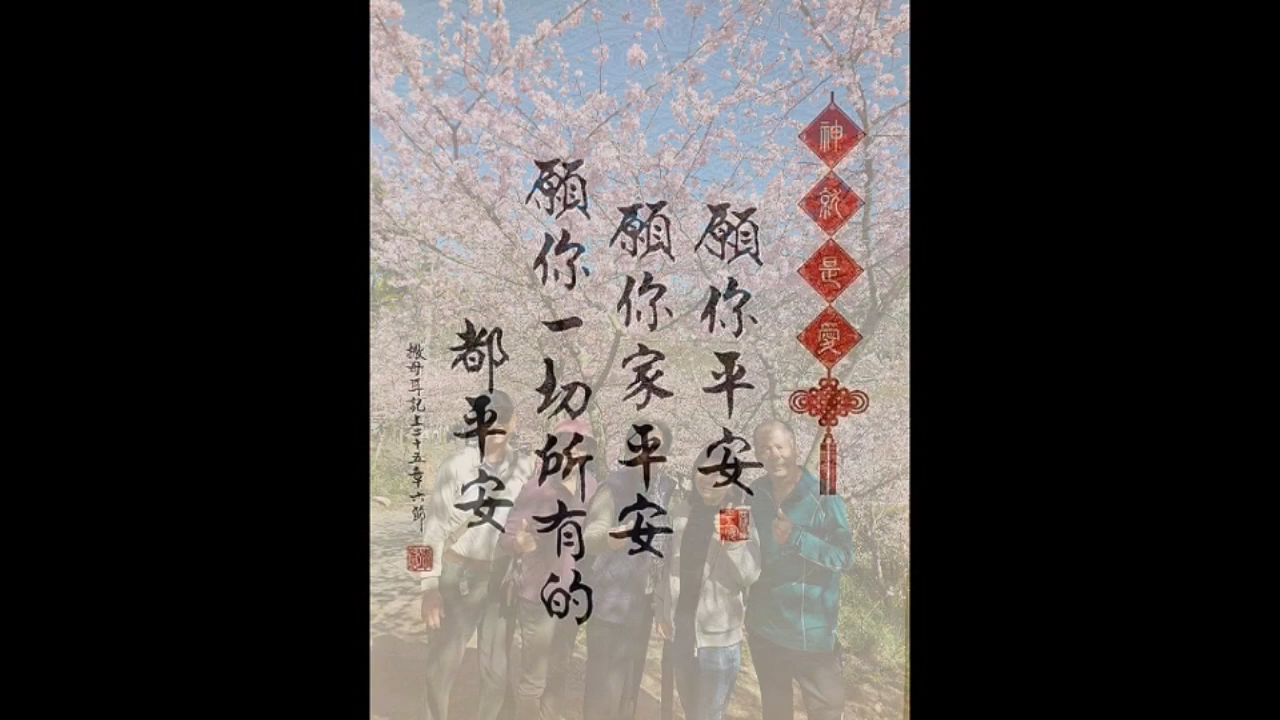 神就是愛
願你平安
願你家平安
願你一切所有的
都平安
撒母耳記上二十五章六節